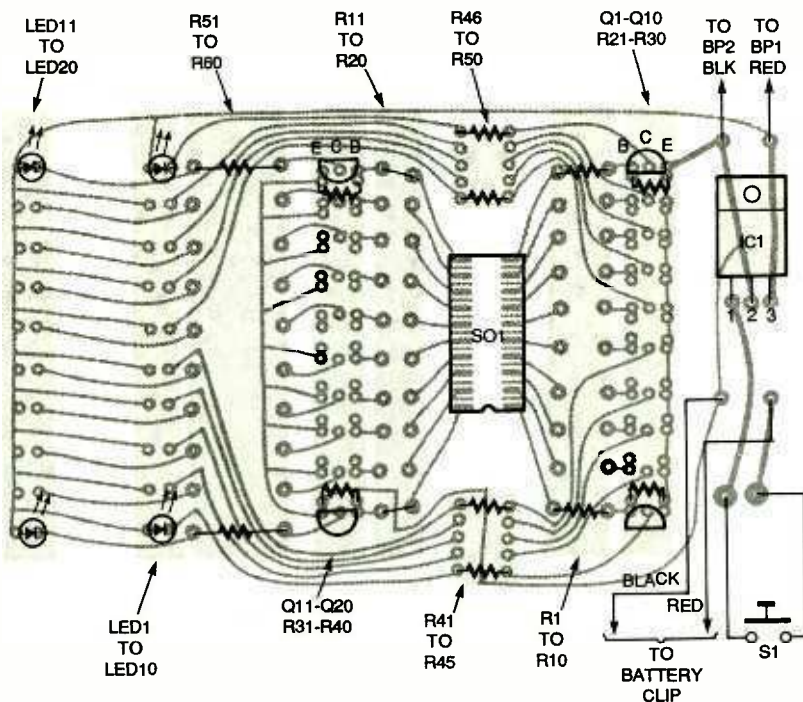 LED11
TO
LED20
R51
TO
R60
R11
TO
R20
R46
TO
R50
Q1-Q10
R21-R30
TO
BP2
BLK
TO
BP1
RED
E C B
B C E
IC1
1 2 3
SO1
BLACK
RED
LED1
TO
LED10
Q11-Q20
R31-R40
R41
TO
R45
R1
TO
R10
TO
BATTERY
CLIP
S1